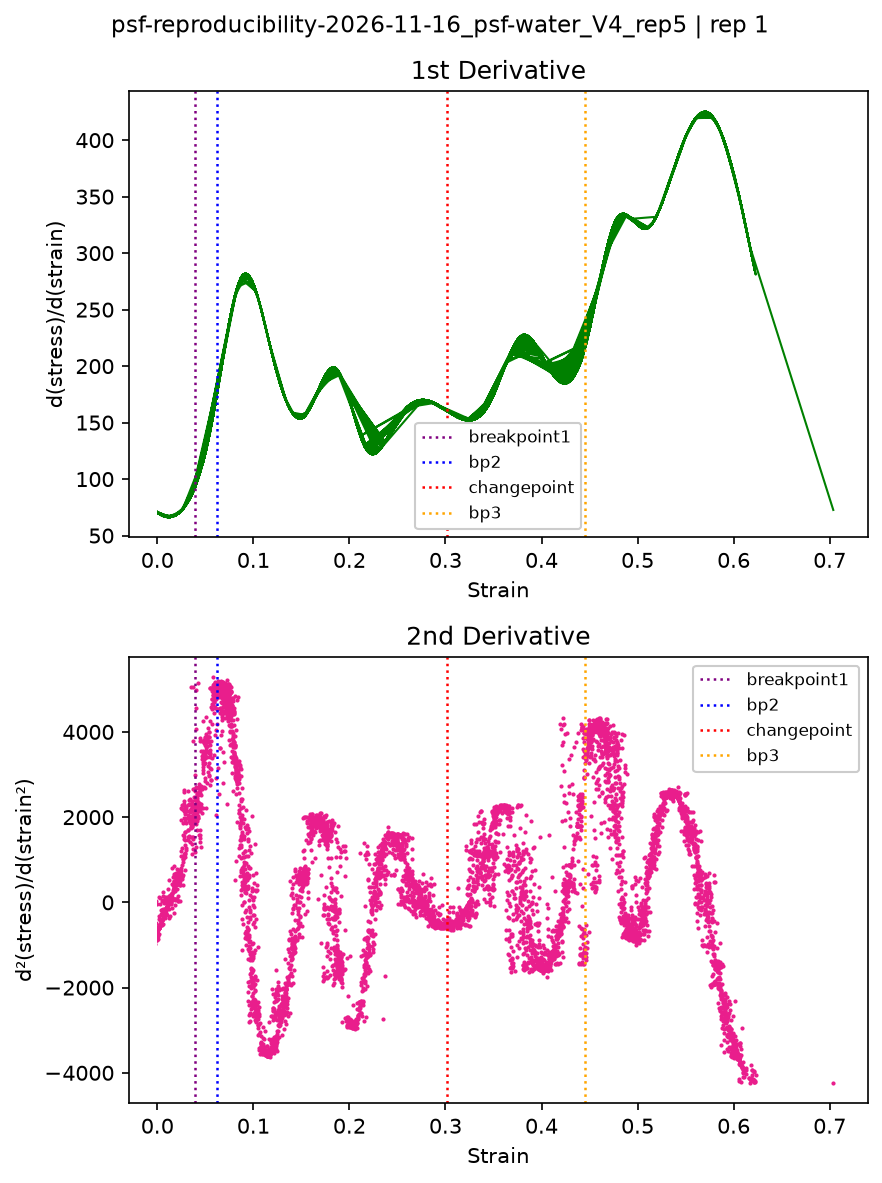 psf-reproducibility-2026-11-16_psf-water_V4_rep5 | rep 1
1st Derivative
d(stress)/d(strain)
400
350
300
250
200
150
100
50
breakpoint1
bp2
changepoint
bp3
0.0 0.1 0.2 0.3 0.4 0.5 0.6 0.7
Strain
2nd Derivative
d²(stress)/d(strain²)
4000
2000
0
−2000
−4000
breakpoint1
bp2
changepoint
bp3
0.0 0.1 0.2 0.3 0.4 0.5 0.6 0.7
Strain